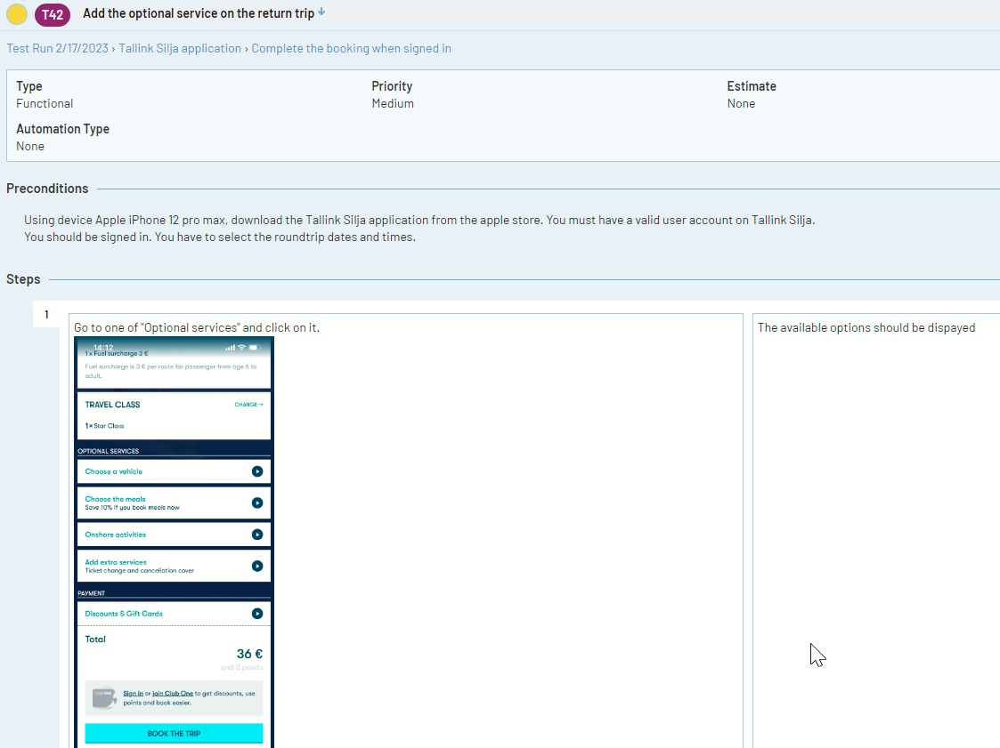 T42 Add the optional service on the return trip
Test Run 2/17/2023 › Tallink Silja application › Complete the booking when signed in
Type Priority Estimate
Functional Medium None
Automation Type
None
Preconditions
Using device Apple iPhone 12 pro max, download the Tallink Silja application from the apple store. You must have a valid user account on Tallink Silja.
You should be signed in. You have to select the roundtrip dates and times.
Steps
1
Go to one of "Optional services" and click on it.
The available options should be dispayed
14:12
1 x Fuel surcharge 3 €
Fuel surcharge is 3 € per route for passenger from age 6 to
adult.
TRAVEL CLASS CHANGE →
1× Star Class
OPTIONAL SERVICES
Choose a vehicle
Choose the meals
Save 10% if you book meals now
Onshore activities
Add extra services
Ticket change and cancellation cover
PAYMENT
Discounts & Gift Cards
Total
36 €
and 0 points
CLUB ONE
Sign in or join Club One to get discounts, use
points and book easier.
BOOK THE TRIP